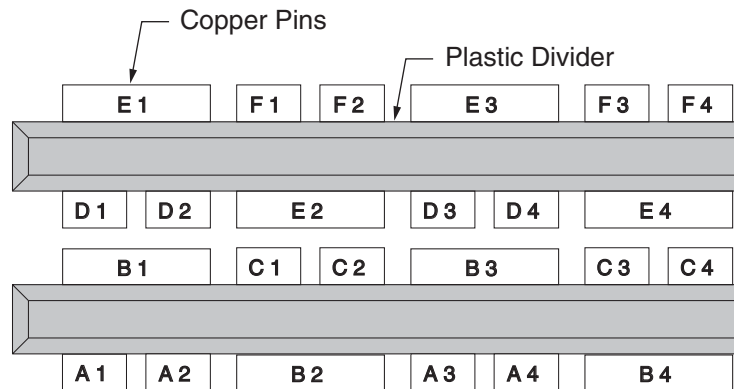 Copper Pins
Plastic Divider
E1 F1 F2 E3 F3 F4
D1 D2 E2 D3 D4 E4
B1 C1 C2 B3 C3 C4
A1 A2 B2 A3 A4 B4